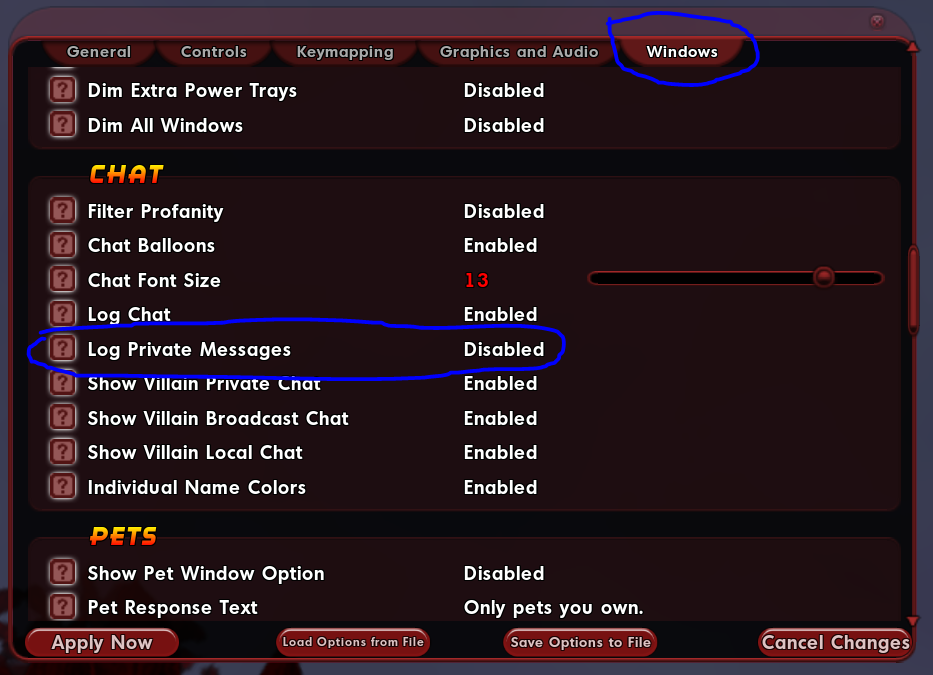 General Controls Keymapping Graphics and Audio Windows
? Dim Extra Power Trays Disabled
? Dim All Windows Disabled
CHAT
? Filter Profanity Disabled
? Chat Balloons Enabled
? Chat Font Size 13
? Log Chat Enabled
? Log Private Messages Disabled
? Show Villain Private Chat Enabled
? Show Villain Broadcast Chat Enabled
? Show Villain Local Chat Enabled
? Individual Name Colors Enabled
PETS
? Show Pet Window Option Disabled
? Pet Response Text Only pets you own.
Apply Now Load Options from File Save Options to File Cancel Changes